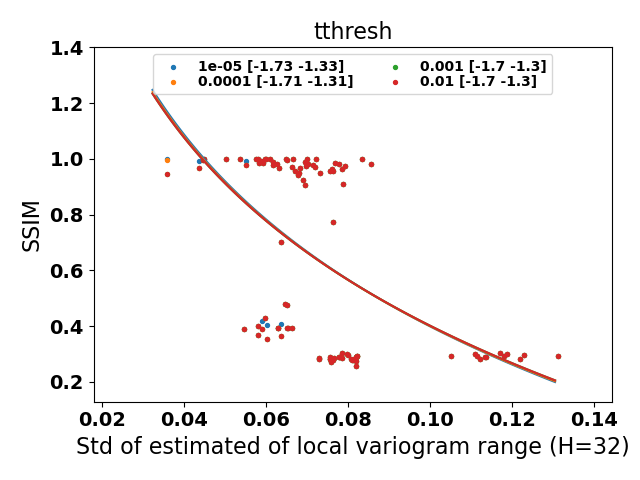 tthresh
1e-05 [-1.73 -1.33]
0.0001 [-1.71 -1.31]
0.001 [-1.7 -1.3]
0.01 [-1.7 -1.3]
1.4
1.2
1.0
0.8
0.6
0.4
0.2
SSIM
0.02 0.04 0.06 0.08 0.10 0.12 0.14
Std of estimated of local variogram range (H=32)